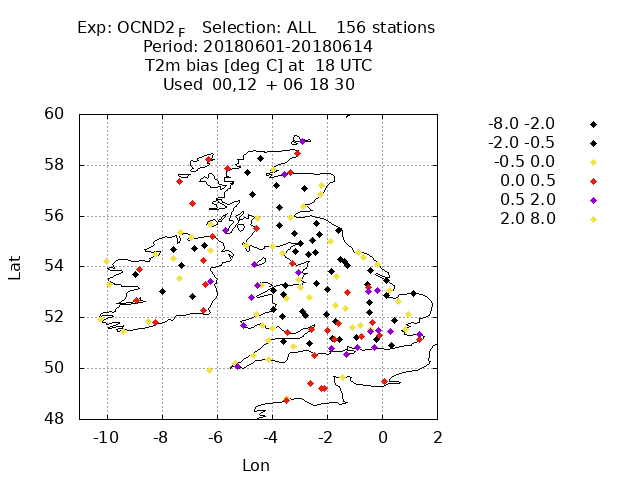 Exp: OCND2 F Selection: ALL 156 stations
Period: 20180601-20180614
T2m bias [deg C] at 18 UTC
Used 00,12 + 06 18 30
60
58
56
54
52
50
48
Lat
-10 -8 -6 -4 -2 0 2
Lon
-8.0 -2.0
-2.0 -0.5
-0.5 0.0
0.0 0.5
0.5 2.0
2.0 8.0